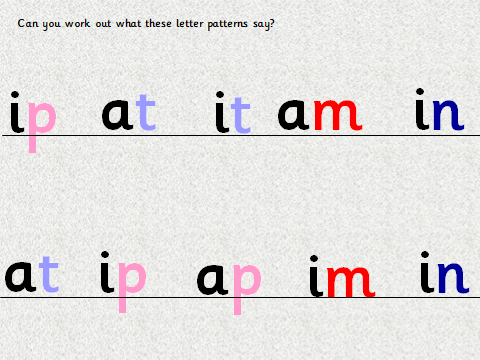 Can you work out what these letter patterns say?
ip at it am in
at ip ap im in